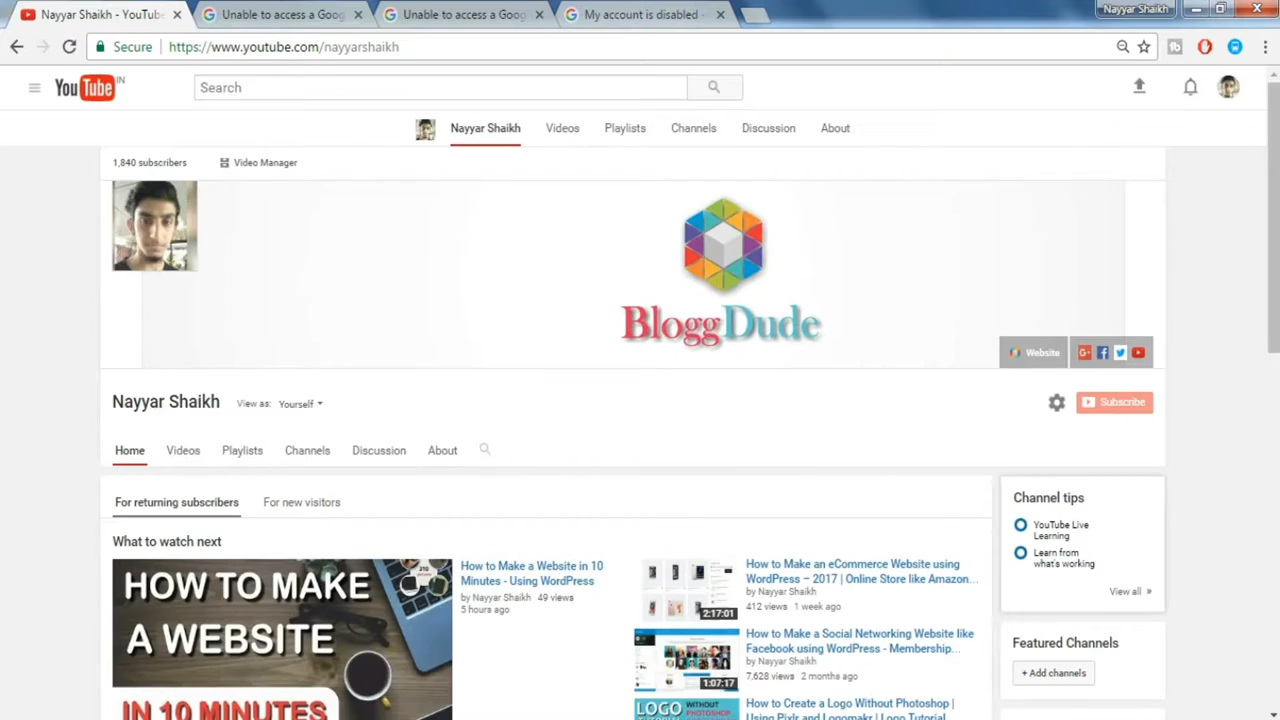 Nayyar Shaikh - YouTube
Unable to access a Goog
Unable to access a Goog
My account is disabled -
Nayyar Shaikh
Secure
https://www.youtube.com/nayyarshaikh
YouTube IN
Search
Nayyar Shaikh
Videos
Playlists
Channels
Discussion
About
1,840 subscribers
Video Manager
BloggDude
Website
G+
Nayyar Shaikh
View as: Yourself
Subscribe
Home
Videos
Playlists
Channels
Discussion
About
For returning subscribers
For new visitors
What to watch next
HOW TO MAKE
A WEBSITE
IN 10 MINUTES
How to Make a Website in 10
Minutes - Using WordPress
by Nayyar Shaikh 49 views
5 hours ago
2:17:01
How to Make an eCommerce Website using
WordPress – 2017 | Online Store like Amazon...
by Nayyar Shaikh
412 views 1 week ago
1:07:17
How to Make a Social Networking Website like
Facebook using WordPress - Membership...
by Nayyar Shaikh
7,628 views 2 months ago
LOGO WITHOUT
PHOTOSHOP
How to Create a Logo Without Photoshop |
Using Pixlr and Logomakr | Logo Tutorial
Channel tips
YouTube Live
Learning
Learn from
what's working
View all »
Featured Channels
+ Add channels